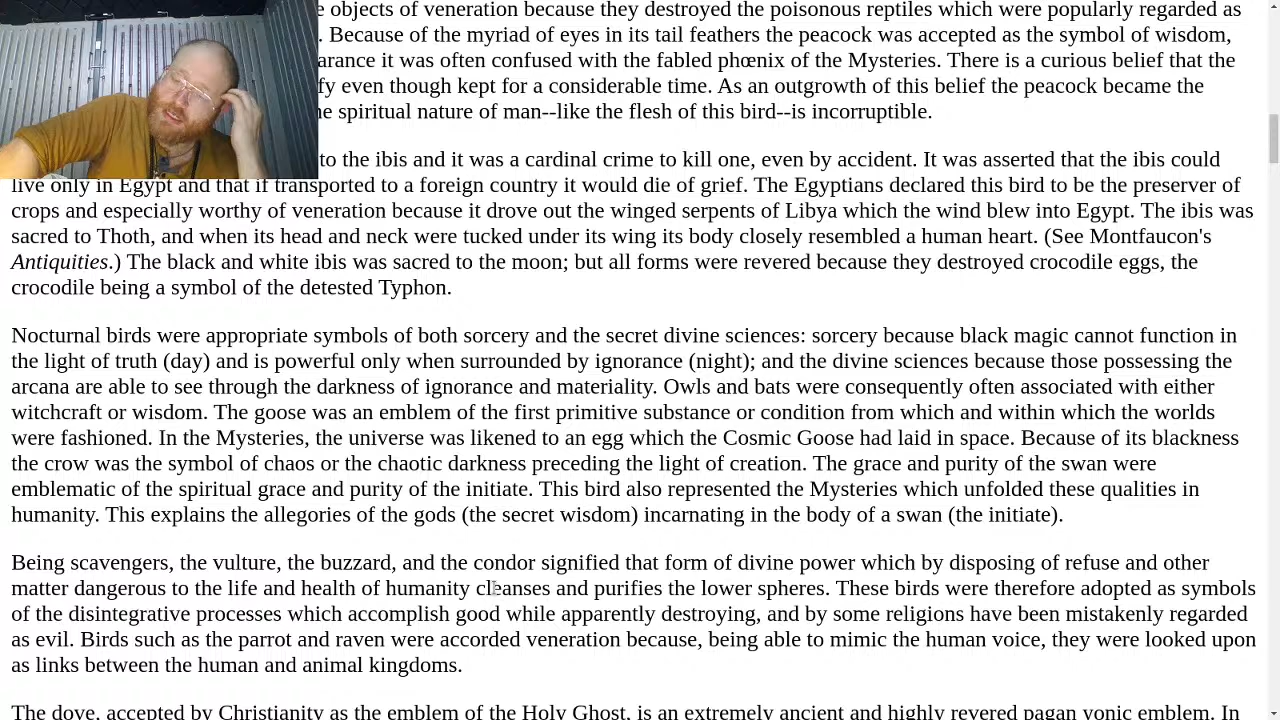 objects of veneration because they destroyed the poisonous reptiles which were popularly regarded as
. Because of the myriad of eyes in its tail feathers the peacock was accepted as the symbol of wisdom,
it was often confused with the fabled phœnix of the Mysteries. There is a curious belief that the
even though kept for a considerable time. As an outgrowth of this belief the peacock became the
spiritual nature of man--like the flesh of this bird--is incorruptible.
to the ibis and it was a cardinal crime to kill one, even by accident. It was asserted that the ibis could
live only in Egypt and that if transported to a foreign country it would die of grief. The Egyptians declared this bird to be the preserver of
crops and especially worthy of veneration because it drove out the winged serpents of Libya which the wind blew into Egypt. The ibis was
sacred to Thoth, and when its head and neck were tucked under its wing its body closely resembled a human heart. (See Montfaucon's
Antiquities.) The black and white ibis was sacred to the moon; but all forms were revered because they destroyed crocodile eggs, the
crocodile being a symbol of the detested Typhon.
Nocturnal birds were appropriate symbols of both sorcery and the secret divine sciences: sorcery because black magic cannot function in
the light of truth (day) and is powerful only when surrounded by ignorance (night); and the divine sciences because those possessing the
arcana are able to see through the darkness of ignorance and materiality. Owls and bats were consequently often associated with either
witchcraft or wisdom. The goose was an emblem of the first primitive substance or condition from which and within which the worlds
were fashioned. In the Mysteries, the universe was likened to an egg which the Cosmic Goose had laid in space. Because of its blackness
the crow was the symbol of chaos or the chaotic darkness preceding the light of creation. The grace and purity of the swan were
emblematic of the spiritual grace and purity of the initiate. This bird also represented the Mysteries which unfolded these qualities in
humanity. This explains the allegories of the gods (the secret wisdom) incarnating in the body of a swan (the initiate).
Being scavengers, the vulture, the buzzard, and the condor signified that form of divine power which by disposing of refuse and other
matter dangerous to the life and health of humanity cleanses and purifies the lower spheres. These birds were therefore adopted as symbols
of the disintegrative processes which accomplish good while apparently destroying, and by some religions have been mistakenly regarded
as evil. Birds such as the parrot and raven were accorded veneration because, being able to mimic the human voice, they were looked upon
as links between the human and animal kingdoms.
The dove, accepted by Christianity as the emblem of the Holy Ghost, is an extremely ancient and highly revered pagan yonic emblem. In